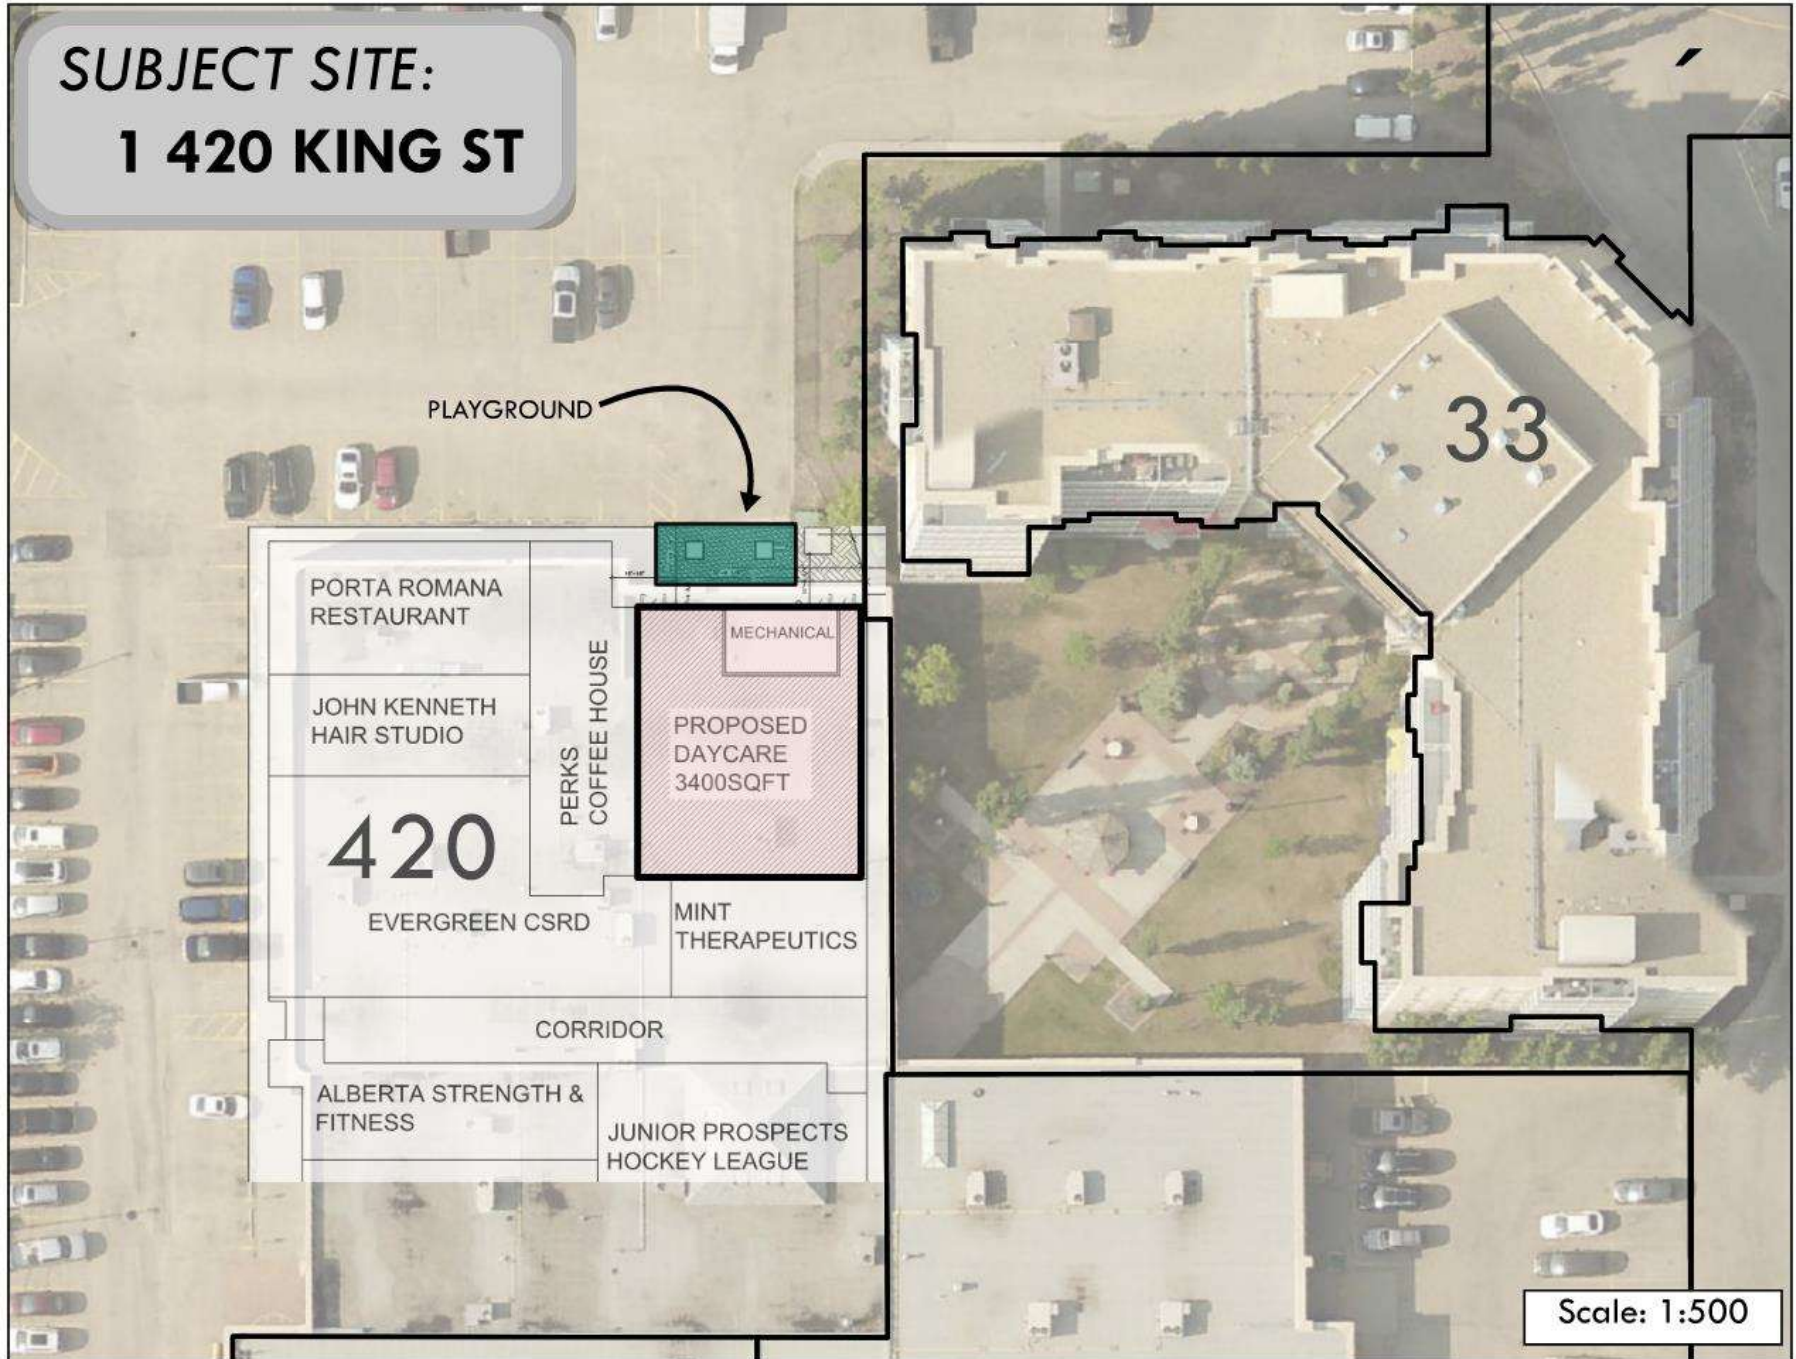 SUBJECT SITE:
1 420 KING ST
PLAYGROUND
33
PORTA ROMANA
RESTAURANT
MECHANICAL
JOHN KENNETH
HAIR STUDIO
PERKS
COFFEE HOUSE
PROPOSED
DAYCARE
3400SQFT
420
EVERGREEN CSRD
MINT
THERAPEUTICS
CORRIDOR
ALBERTA STRENGTH &
FITNESS
JUNIOR PROSPECTS
HOCKEY LEAGUE
Scale: 1:500